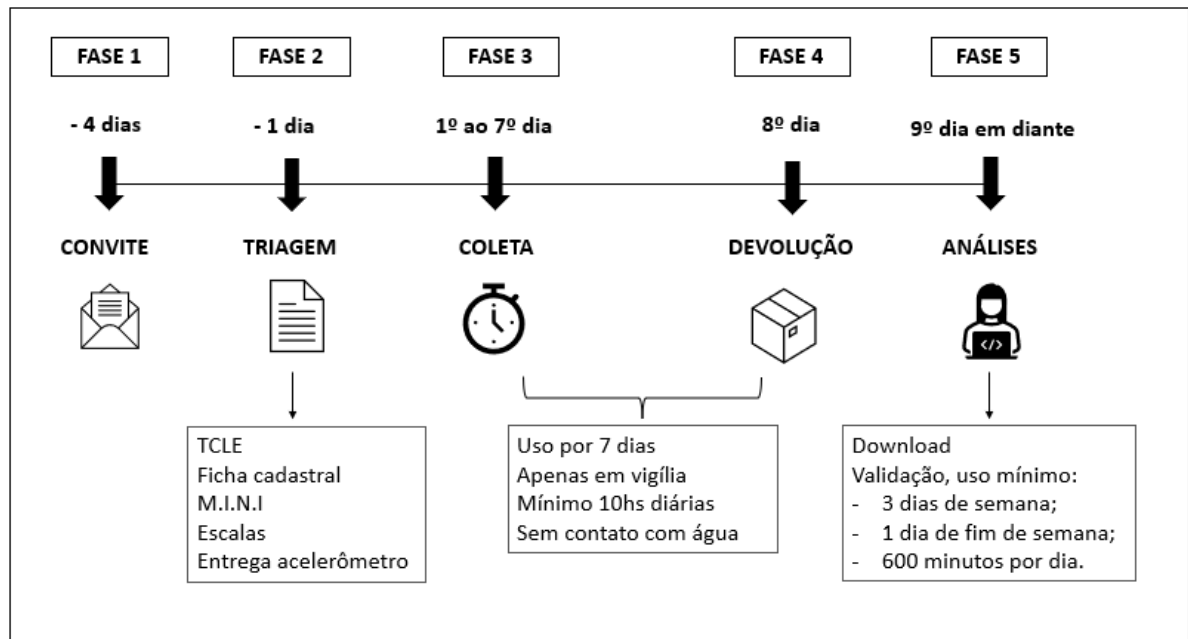 FASE 1
FASE 2
FASE 3
FASE 4
FASE 5
- 4 dias
- 1 dia
1º ao 7º dia
8º dia
9º dia em diante
CONVITE
TRIAGEM
COLETA
DEVOLUÇÃO
ANÁLISES
</>
TCLE
Ficha cadastral
M.I.N.I
Escalas
Entrega acelerômetro
Uso por 7 dias
Apenas em vigília
Mínimo 10hs diárias
Sem contato com água
Download
Validação, uso mínimo:
- 3 dias de semana;
- 1 dia de fim de semana;
- 600 minutos por dia.